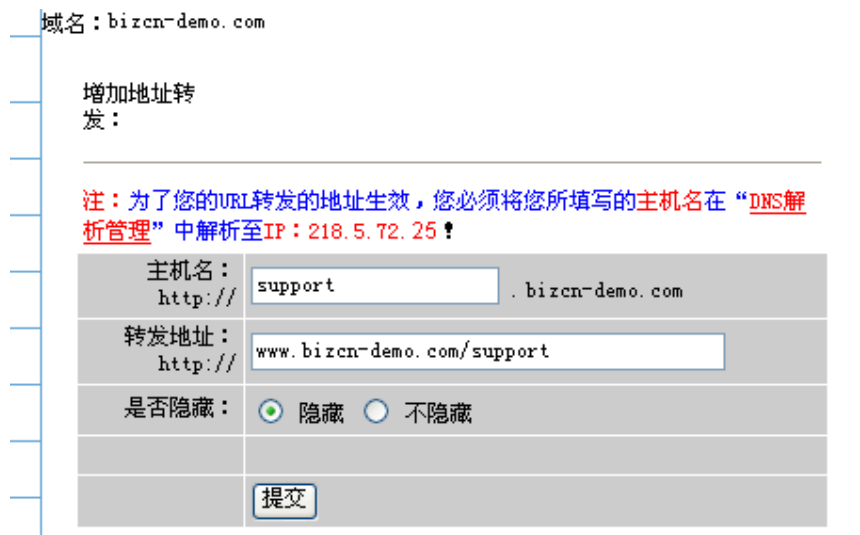 域名：bizcn-demo.com
增加地址转
发：
注：为了您的URL转发的地址生效，您必须将您所填写的主机名在“DNS解
析管理”中解析至IP：218.5.72.25！
主机名：
http:// support .bizcn-demo.com
转发地址：
http:// www.bizcn-demo.com/support
是否隐藏： 隐藏 不隐藏
提交